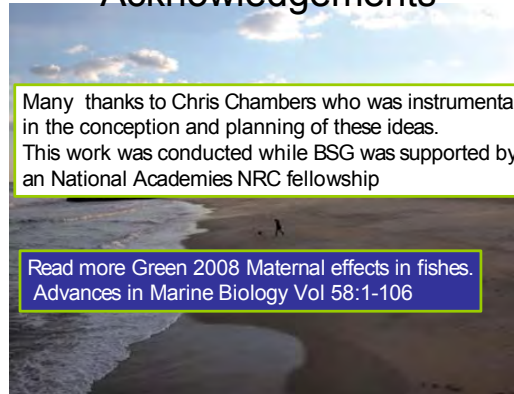 Acknowledgements
Many thanks to Chris Chambers who was instrumenta
in the conception and planning of these ideas.
This work was conducted while BSG was supported by
an National Academies NRC fellowship
Read more Green 2008 Maternal effects in fishes.
Advances in Marine Biology Vol 58:1-106